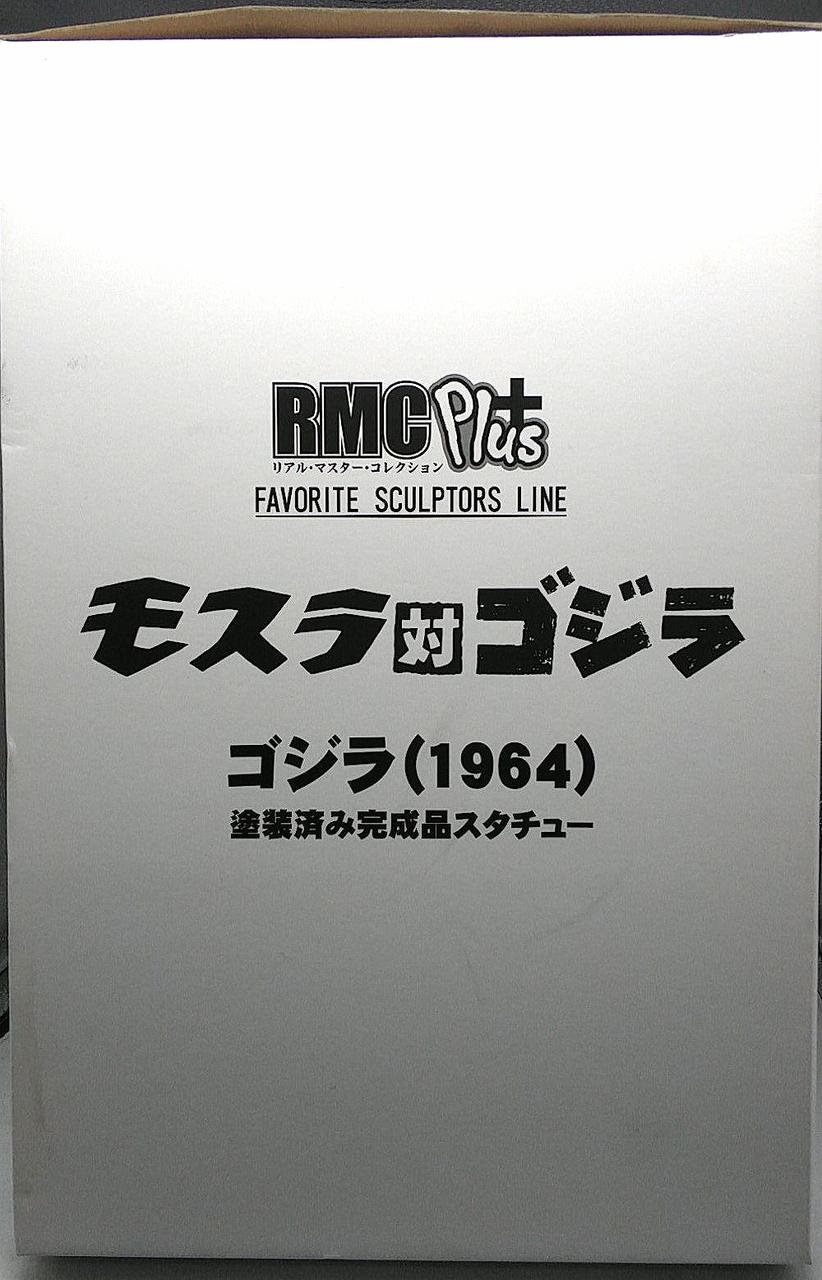 RMC Plus
リアル・マスター・コレクション
FAVORITE SCULPTORS LINE
モスラ対ゴジラ
ゴジラ(1964)
塗装済み完成品スタチュー